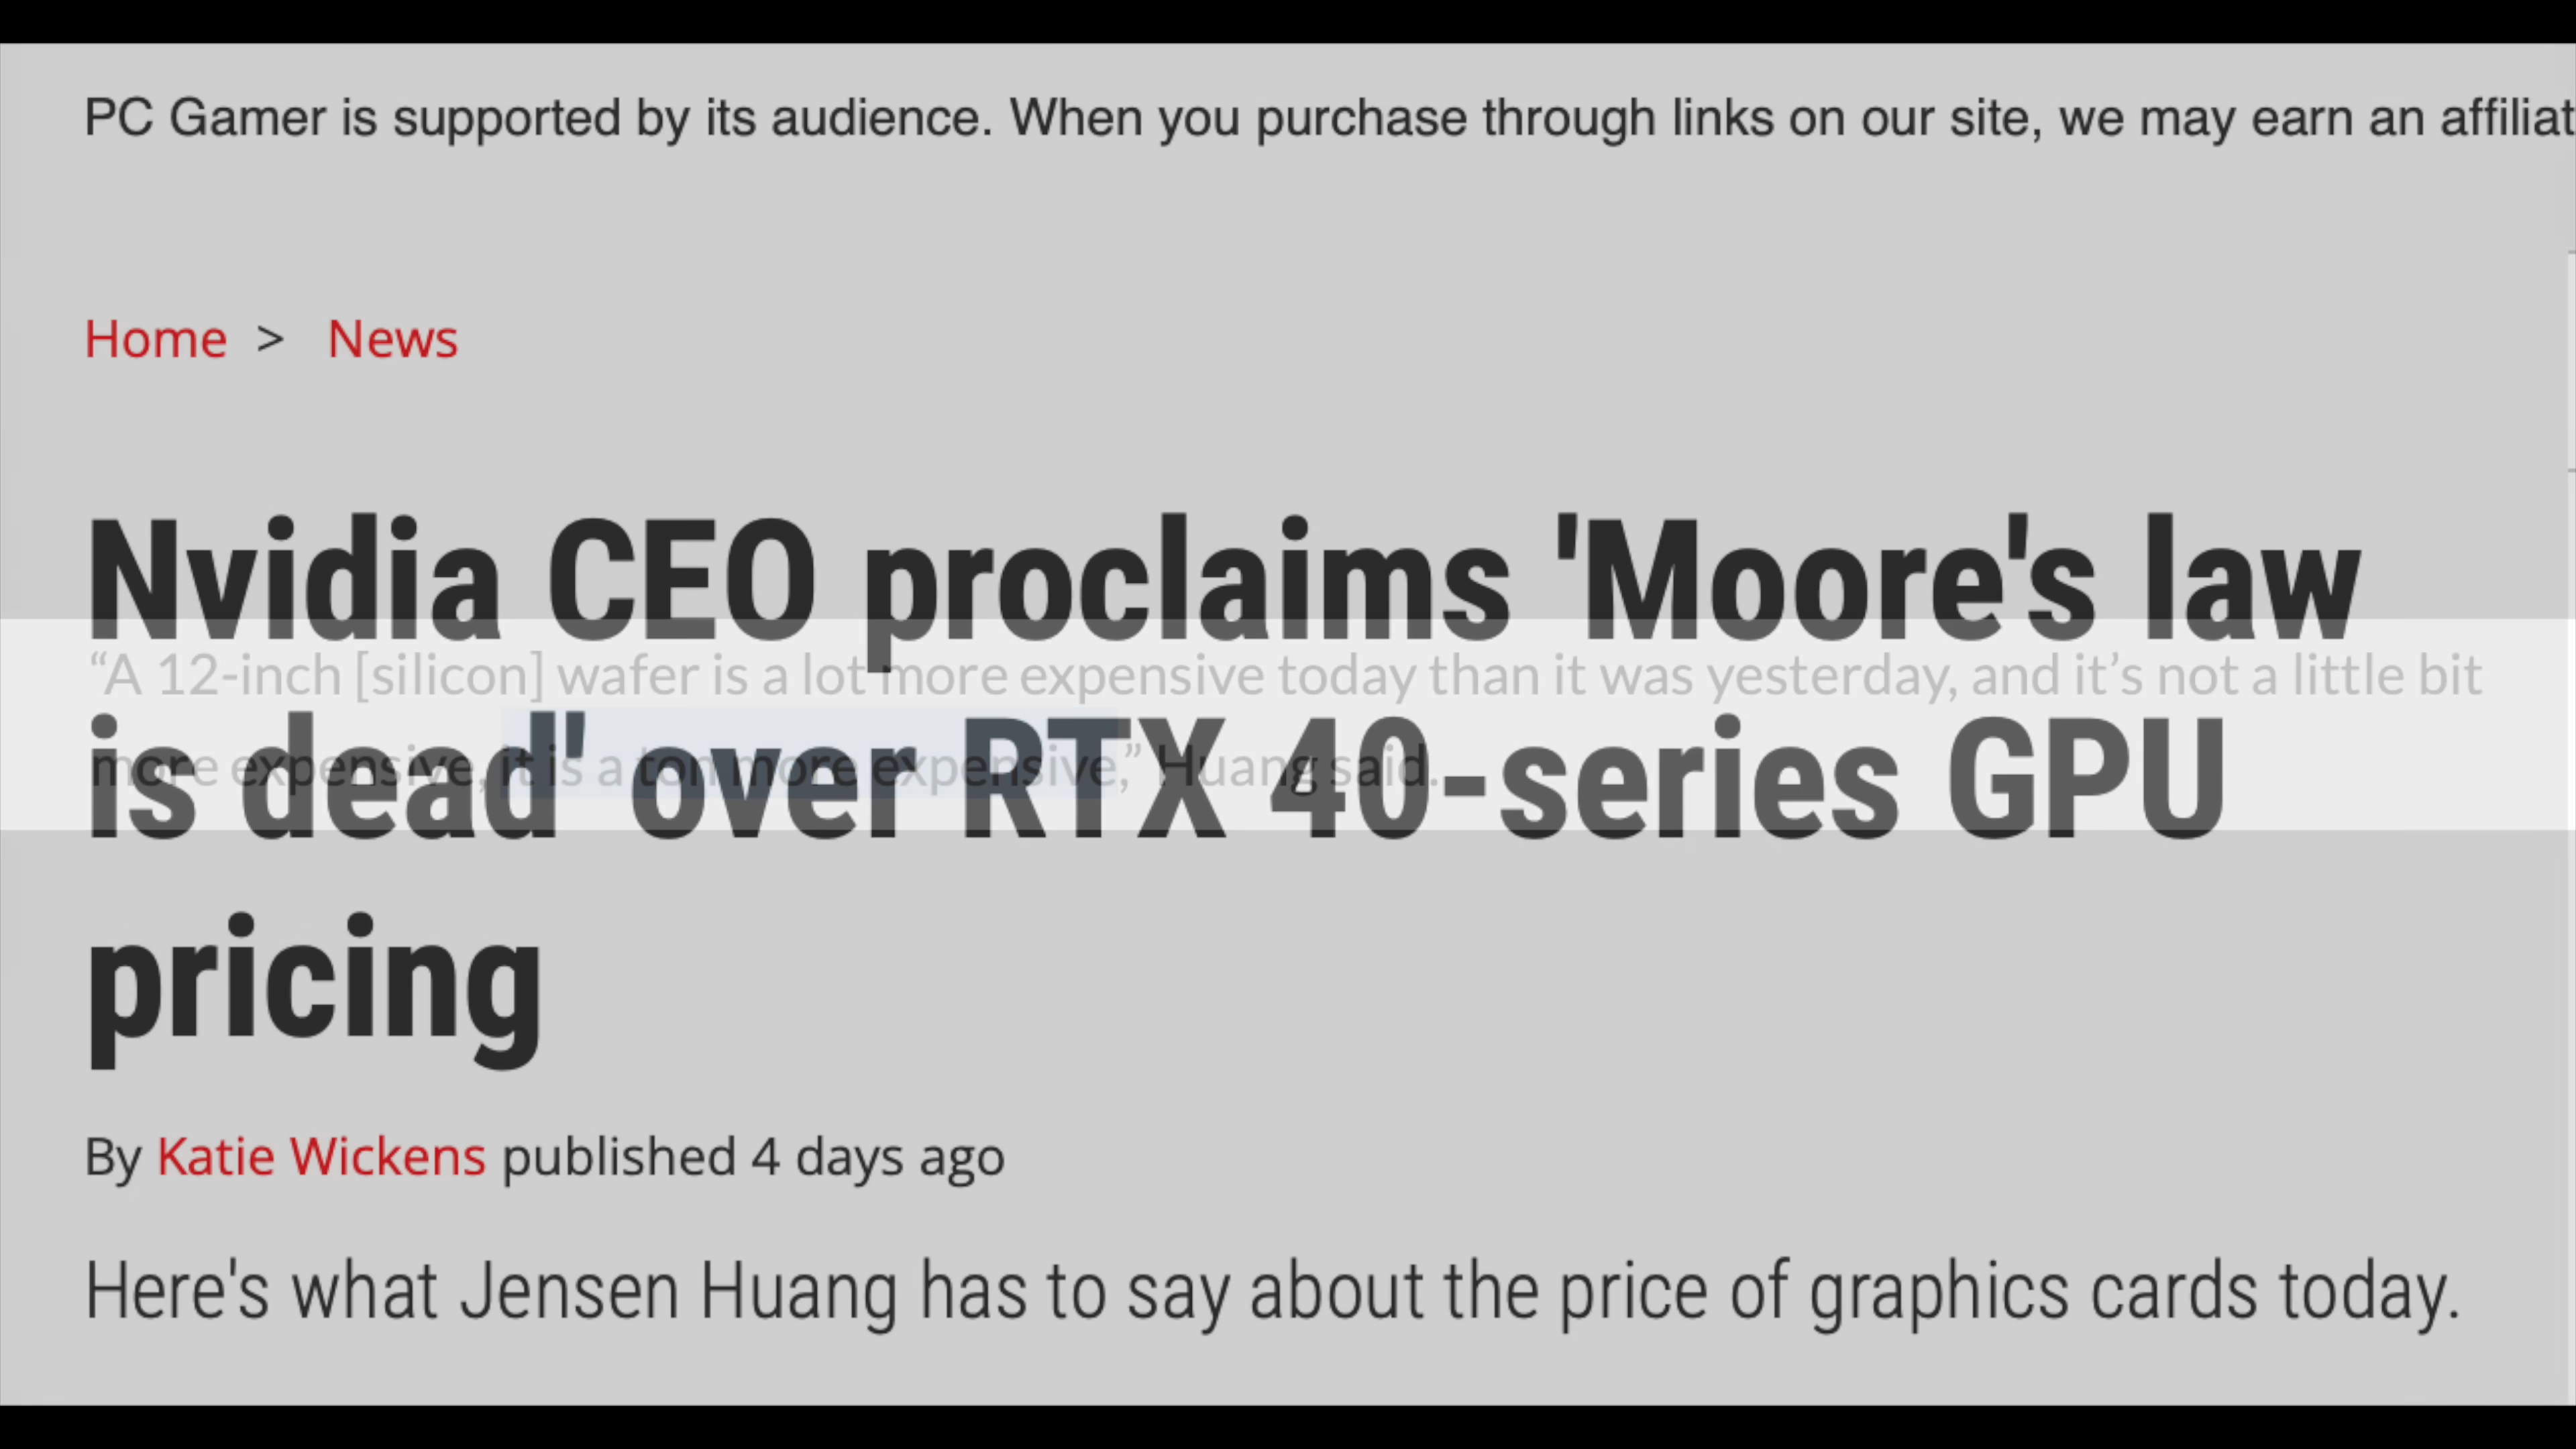 PC Gamer is supported by its audience. When you purchase through links on our site, we may earn an affiliat
Home > News
Nvidia CEO proclaims 'Moore's law
is dead' over RTX 40-series GPU
pricing
“A 12-inch [silicon] wafer is a lot more expensive today than it was yesterday, and it’s not a little bit
more expensive, it is a ton more expensive,” Huang said.
By Katie Wickens published 4 days ago
Here's what Jensen Huang has to say about the price of graphics cards today.